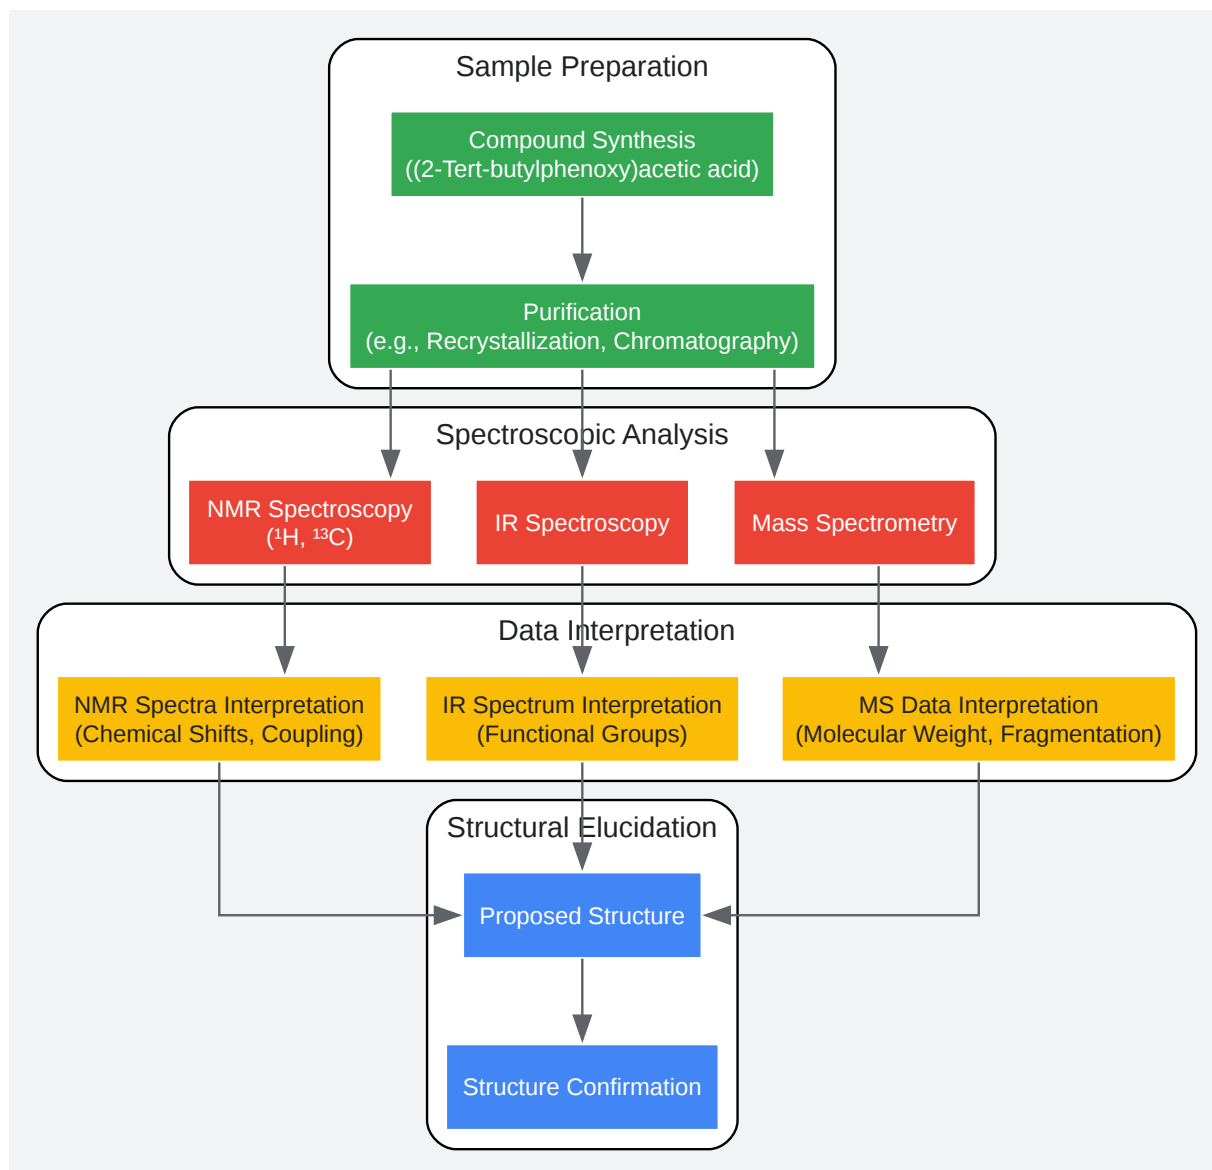 Sample Preparation
Compound Synthesis
((2-Tert-butylphenoxy)acetic acid)
Purification
(e.g., Recrystallization, Chromatography)
Spectroscopic Analysis
NMR Spectroscopy
(¹H, ¹³C)
IR Spectroscopy
Mass Spectrometry
Data Interpretation
NMR Spectra Interpretation
(Chemical Shifts, Coupling)
IR Spectrum Interpretation
(Functional Groups)
MS Data Interpretation
(Molecular Weight, Fragmentation)
Structural Elucidation
Proposed Structure
Structure Confirmation